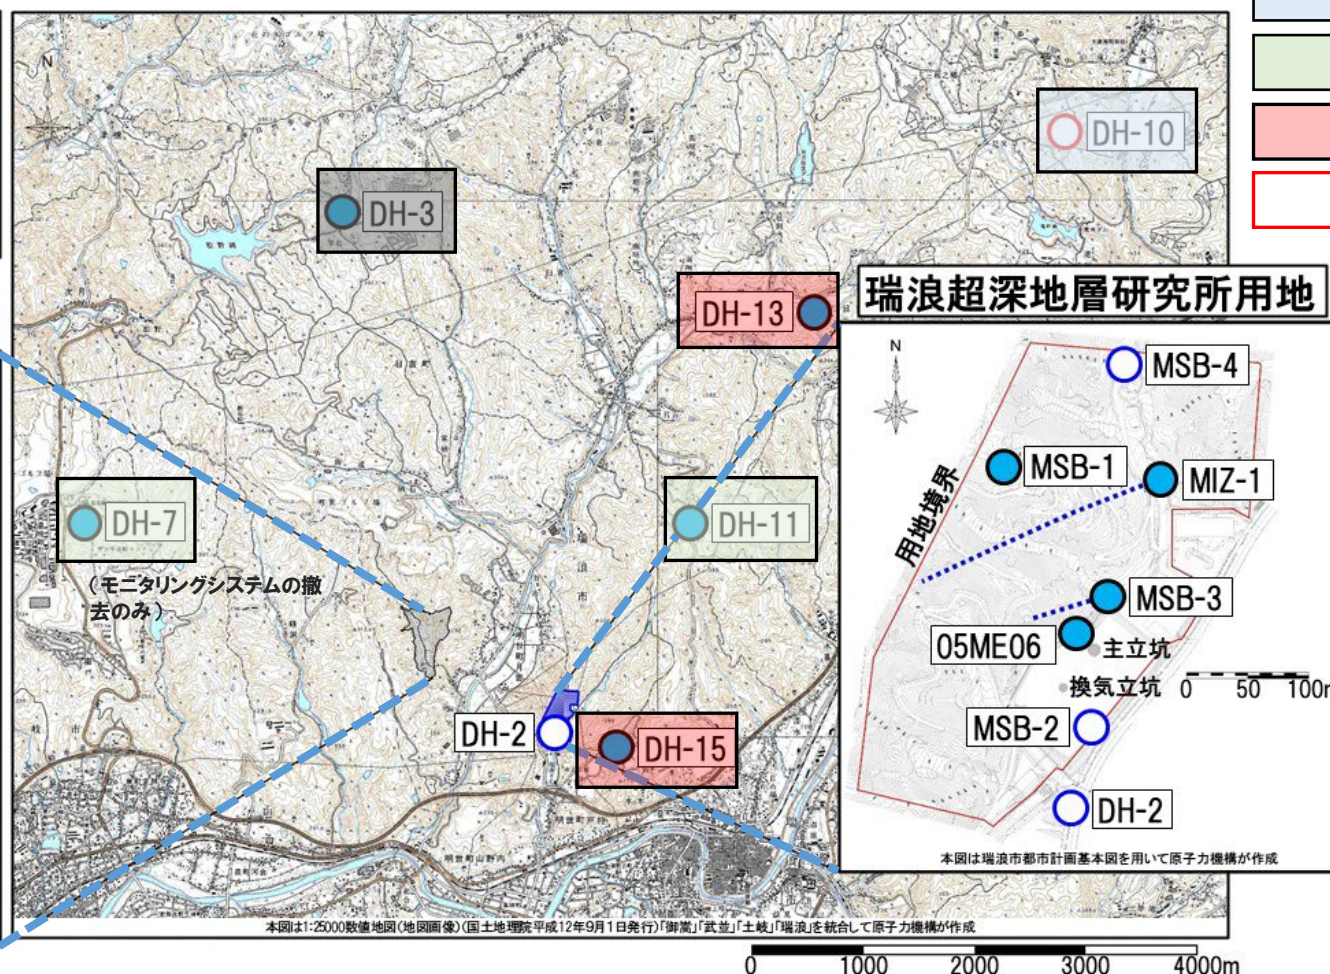 N
DH-10
DH-3
DH-13
瑞浪超深地層研究所用地
N
MSB-4
MSB-1
MIZ-1
用地境界
DH-7
DH-11
(モニタリングシステムの撤
去のみ)
MSB-3
05ME06
主立坑
換気立坑
0 50 100m
MSB-2
DH-2
DH-2
DH-15
本図は瑞浪市都市計画基本図を用いて原子力機構が作成
本図は1:25000数値地図(地図画像)(国土地理院平成12年9月1日発行)「御嵩」「武並」「土岐」「瑞浪」を統合して原子力機構が作成
0 1000 2000 3000 4000m